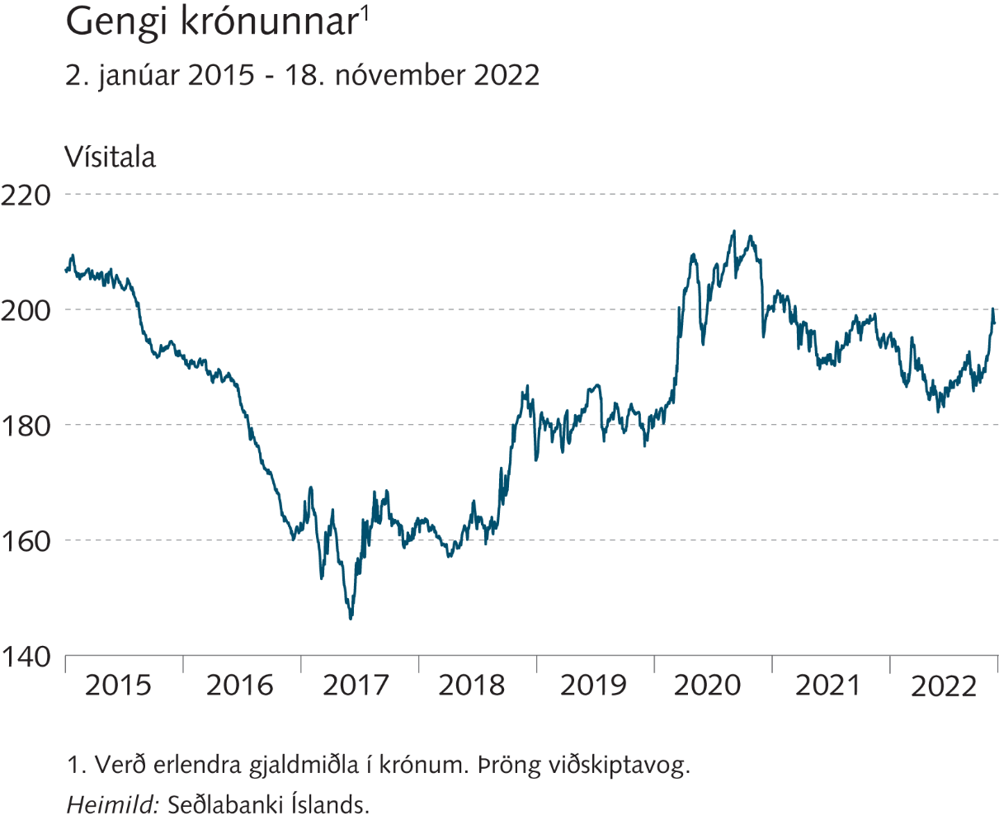 Gengi krónunnar¹
2. janúar 2015 - 18. nóvember 2022
Vísitala
220
200
180
160
140
2015 2016 2017 2018 2019 2020 2021 2022
1. Verð erlendra gjaldmiðla í krónum. Þröng viðskiptavog.
Heimild: Seðlabanki Íslands.